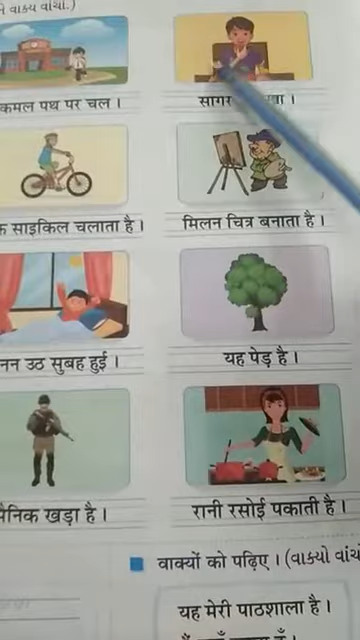 वाक्य वांचो.)
कमल पथ पर चल ।
सागर खा ।
साइकिल चलाता है ।
मिलन चित्र बनाता है ।
उठ सुबह हुई ।
यह पेड़ है ।
खड़ा है ।
रानी रसोई पकाती है ।
वाक्यों को पढ़िए । (वाक्यो वांचो
यह मेरी पाठशाला है ।